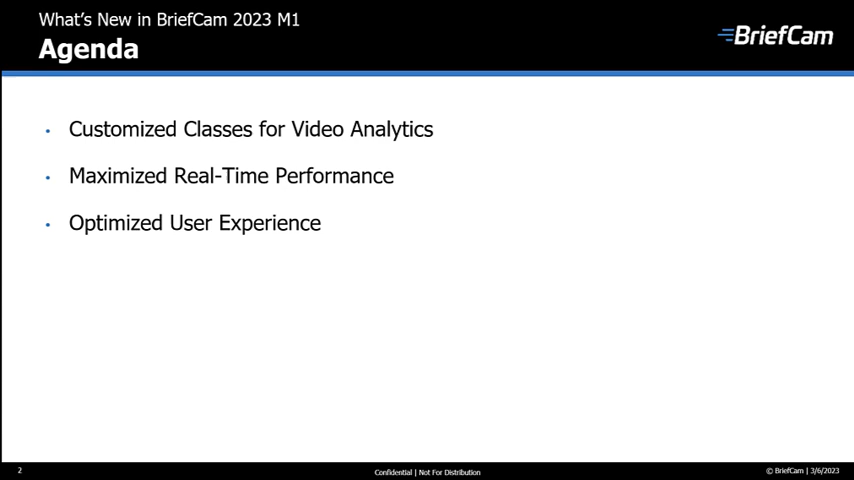 What's New in BriefCam 2023 M1
Agenda
BriefCam
• Customized Classes for Video Analytics
• Maximized Real-Time Performance
• Optimized User Experience
2
Confidential | Not For Distribution
© BriefCam | 3/6/2023